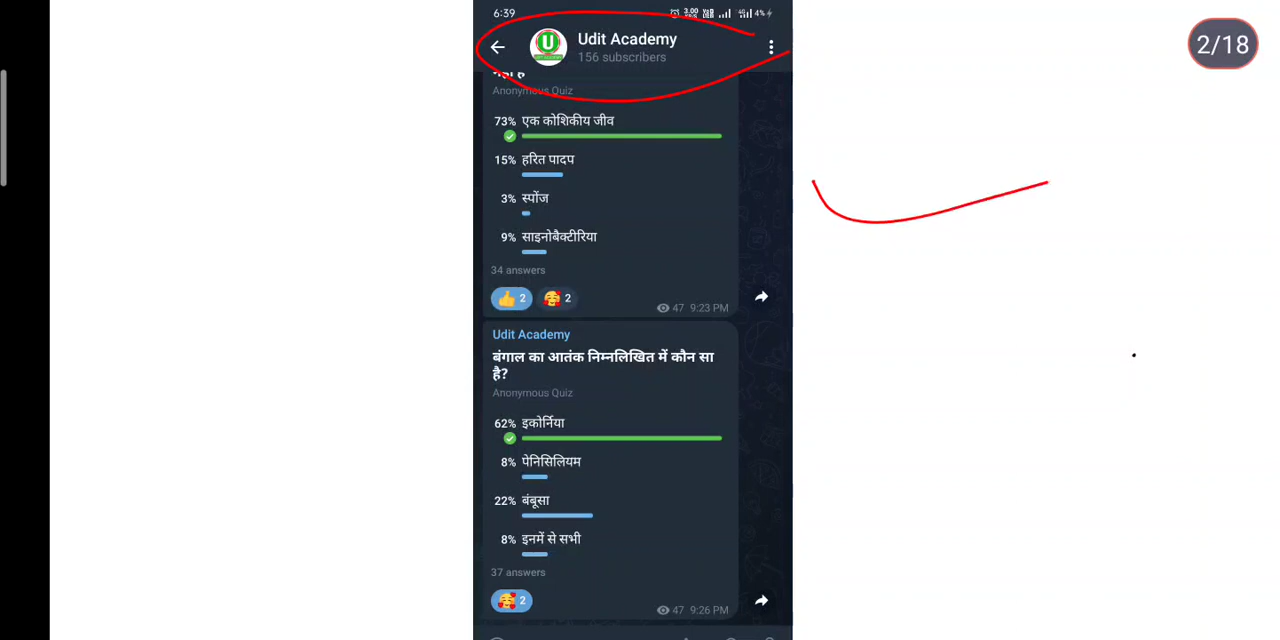 6:39
4%
2/18
Udit Academy
156 subscribers
नहीं है
Anonymous Quiz
73% एक कोशिकीय जीव
15% हरित पादप
3% स्पोंज
9% साइनोबैक्टीरिया
34 answers
2 2
47 9:23 PM
Udit Academy
बंगाल का आतंक निम्नलिखित में कौन सा
है?
Anonymous Quiz
62% इकोर्निया
8% पेनिसिलियम
22% बंबूसा
8% इनमें से सभी
37 answers
2
47 9:26 PM